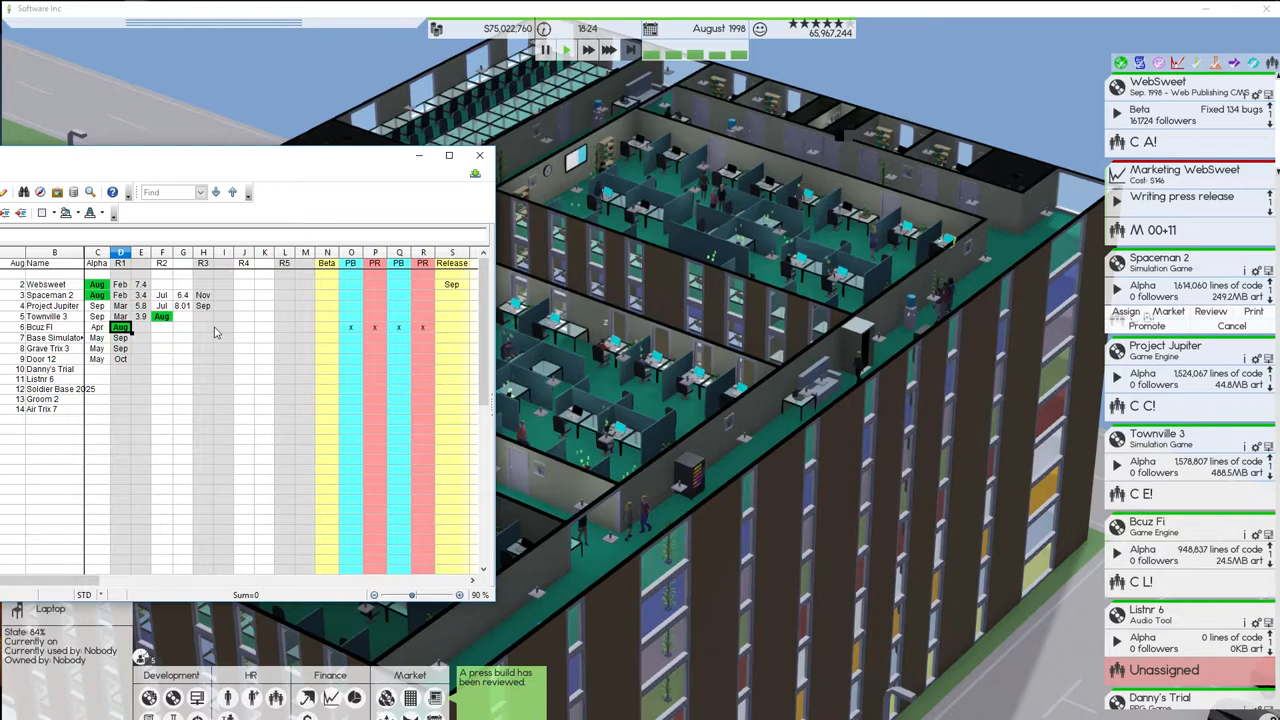 Software Inc
$75,022,760
18:24
August 1998
65,967,244
Find
B C D E F G H I J K L M N O P Q R S
Aug Name Alpha R1 R2 R3 R4 R5 Beta PB PR PB PR Release
2 Websweet Aug Feb 7.4 Sep
3 Spaceman 2 Aug Feb 3.4 Jul 6.4 Nov
4 Project Jupiter Sep Mar 5.8 Jul 8.01 Sep
5 Townville 3 Sep Mar 3.9 Aug
6 Bcuz FI Apr Aug x x x x
7 Base Simulato May Sep
8 Grave Trix 3 May Sep
9 Door 12 May Oct
10 Danny's Trial
11 Listnr 6
12 Soldier Base 2025
13 Groom 2
14 Air Trix 7
STD * Sum=0 90 %
Laptop
State: 84%
Currently on
Currently used by: Nobody
Owned by: Nobody
5
Development HR Finance Market
A press build has
been reviewed.
WebSweet
Sep. 1998 - Web Publishing CMS
Beta Fixed 134 bugs
161724 followers
C A!
Marketing WebSweet
Cost: $146
Writing press release
M 00+11
Spaceman 2
Simulation Game
Alpha 1,614,060 lines of code
0 followers 249.2MB art
Assign Market Review Print
Promote Cancel
Project Jupiter
Game Engine
Alpha 1,524,067 lines of code
0 followers 44.8MB art
C C!
Townville 3
Simulation Game
Alpha 1,578,807 lines of code
0 followers 488.5MB art
C E!
Bcuz Fi
Game Engine
Alpha 948,837 lines of code
0 followers 24.5MB art
C L!
Listnr 6
Audio Tool
Alpha 0 lines of code
0 followers 0KB art
Unassigned
Danny's Trial
RPG Game